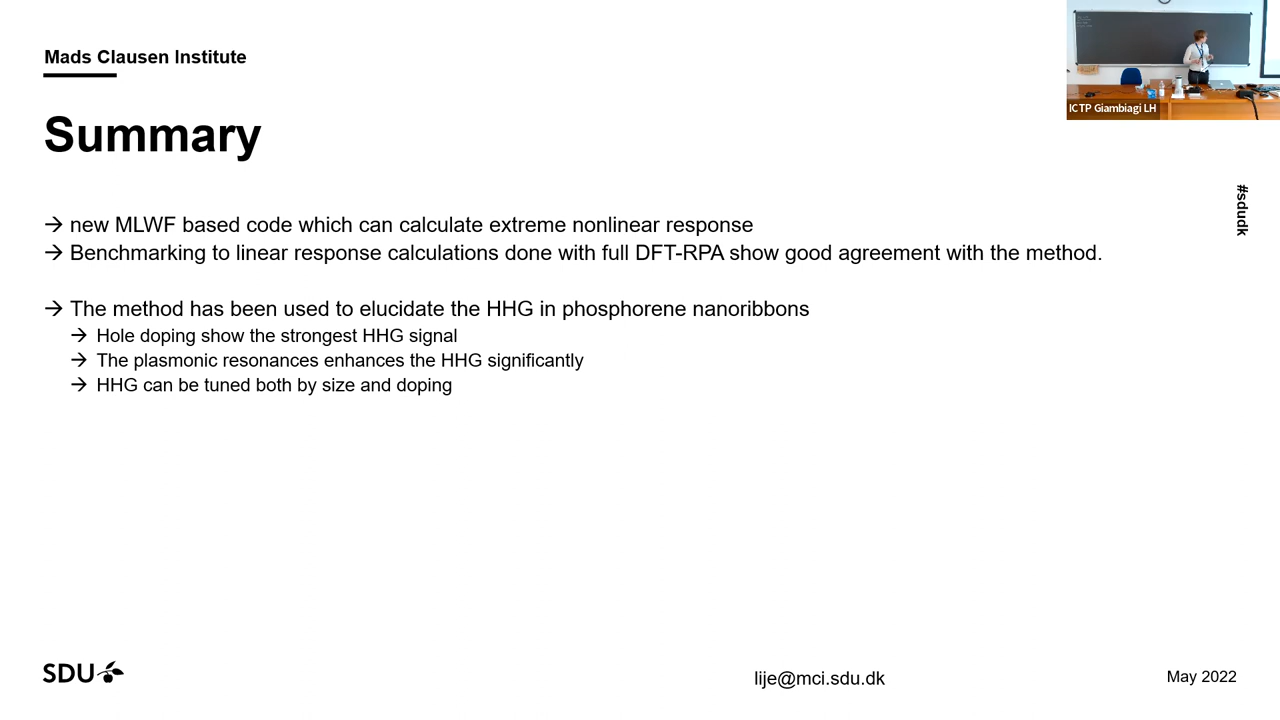 Mads Clausen Institute
Summary
→ new MLWF based code which can calculate extreme nonlinear response
→ Benchmarking to linear response calculations done with full DFT-RPA show good agreement with the method.
→ The method has been used to elucidate the HHG in phosphorene nanoribbons
→ Hole doping show the strongest HHG signal
→ The plasmonic resonances enhances the HHG significantly
→ HHG can be tuned both by size and doping
ICTP Giambiagi LH
#sdudk
SDU
lije@mci.sdu.dk
May 2022